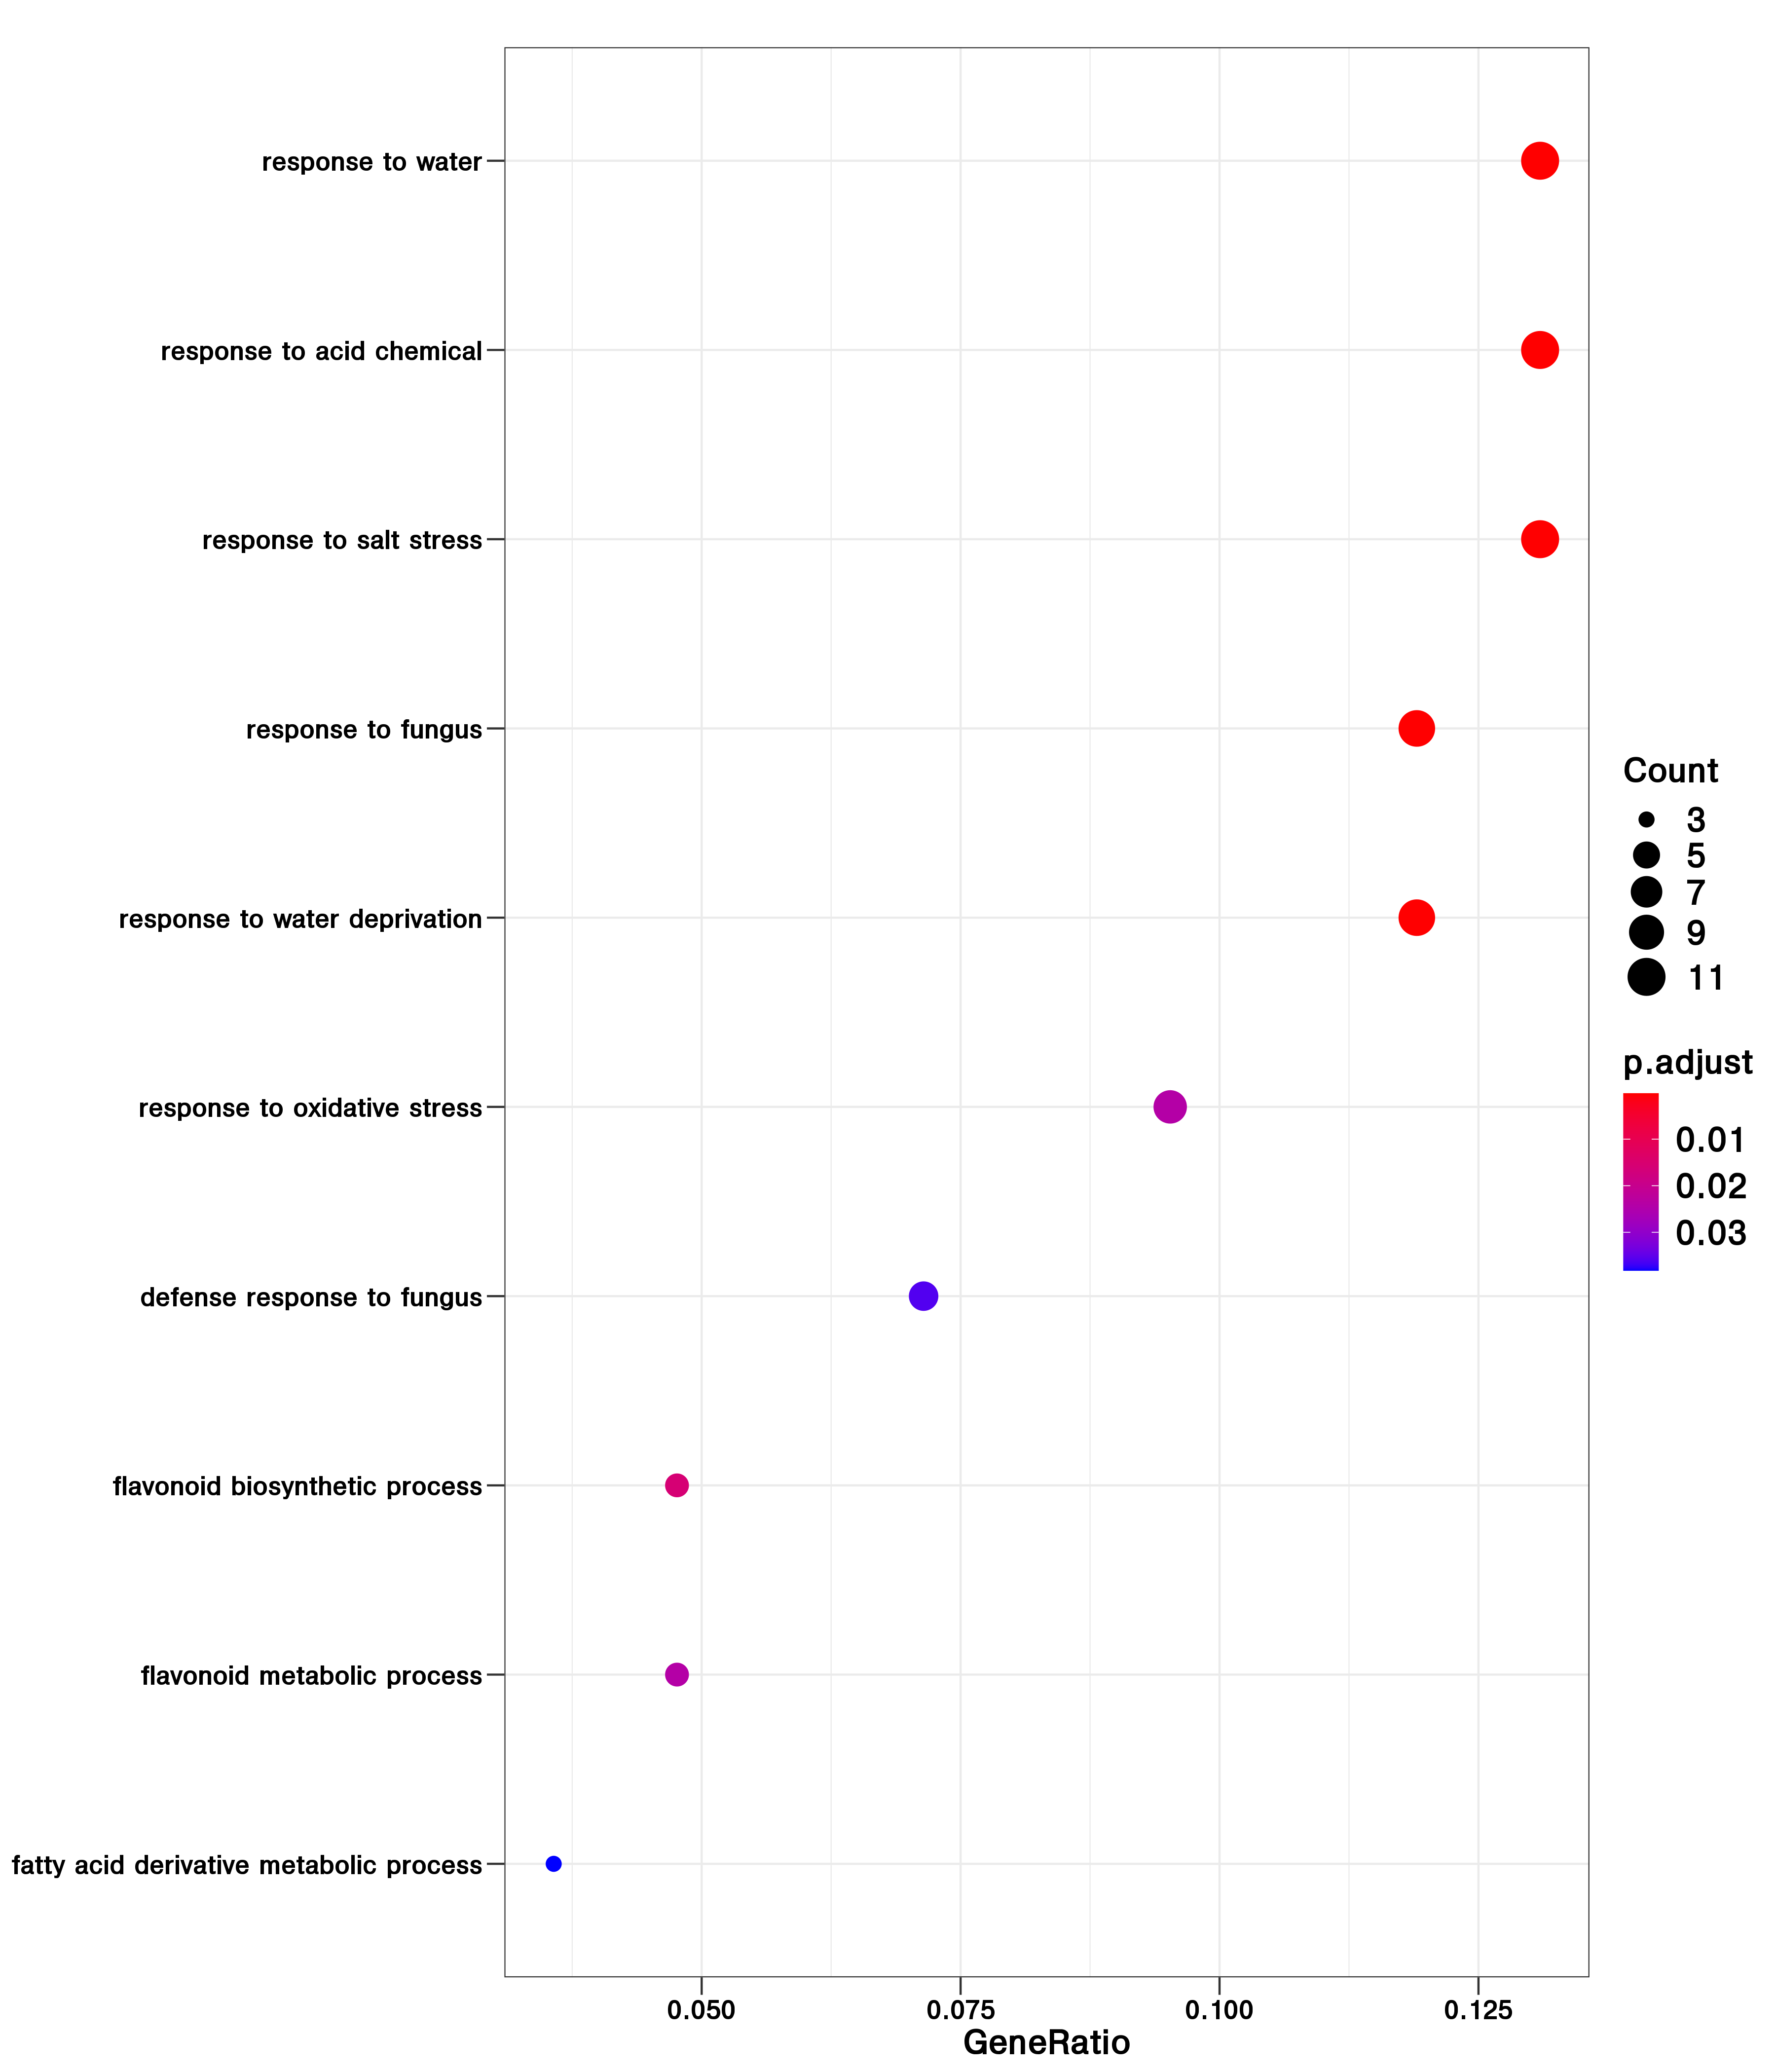 response to water
response to acid chemical
response to salt stress
response to fungus
response to water deprivation
response to oxidative stress
defense response to fungus
flavonoid biosynthetic process
flavonoid metabolic process
fatty acid derivative metabolic process
0.050
0.075
0.100
0.125
GeneRatio
Count
3
5
7
9
11
p.adjust
0.01
0.02
0.03